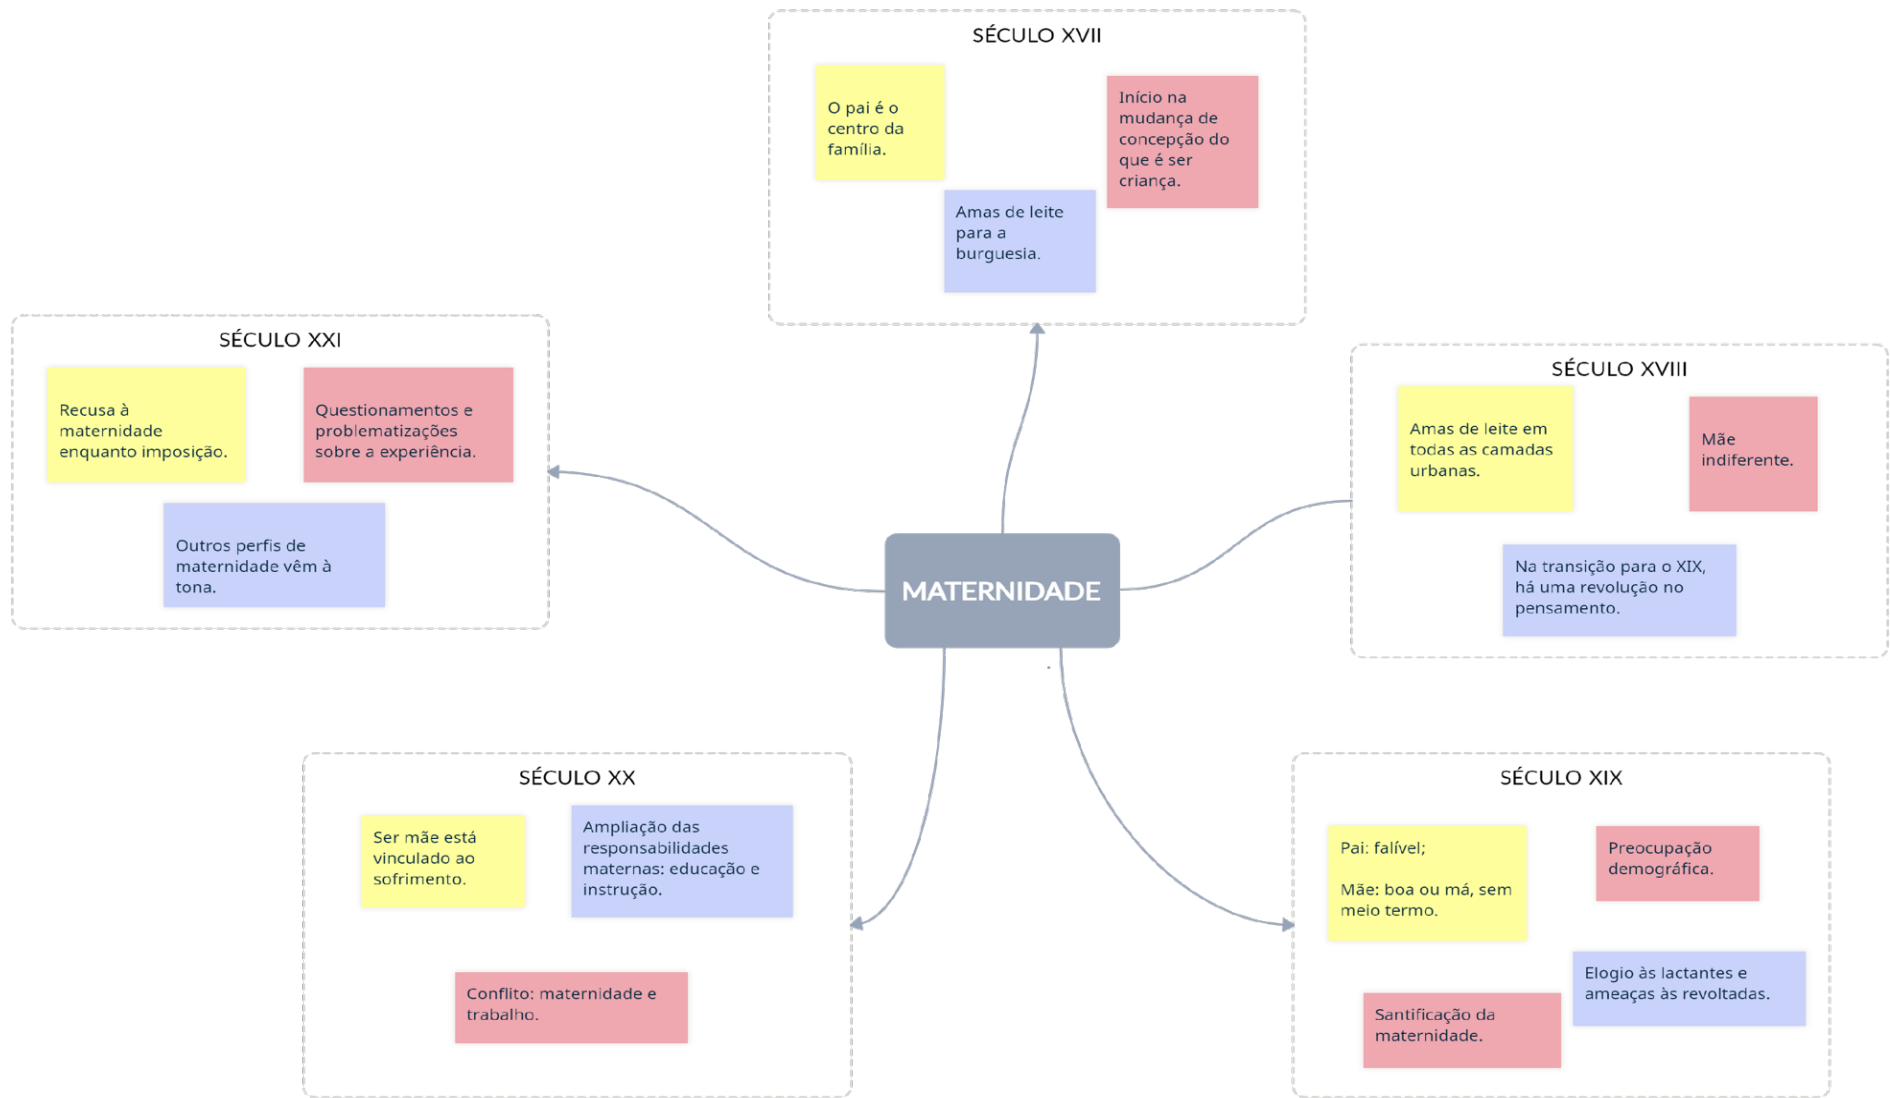 SÉCULO XVII
O pai é o
centro da
família.
Início na
mudança de
concepção do
que é ser
criança.
Amas de leite
para a
burguesia.
SÉCULO XXI
Recusa à
maternidade
enquanto imposição.
Questionamentos e
problematizações
sobre a experiência.
Outros perfis de
maternidade vêm à
tona.
SÉCULO XVIII
Amas de leite em
todas as camadas
urbanas.
Mãe
indiferente.
Na transição para o XIX,
há uma revolução no
pensamento.
MATERNIDADE
SÉCULO XX
Ser mãe está
vinculado ao
sofrimento.
Ampliação das
responsabilidades
maternas: educação e
instrução.
Conflito: maternidade e
trabalho.
SÉCULO XIX
Pai: falível;
Mãe: boa ou má, sem
meio termo.
Preocupação
demográfica.
Elogio às lactantes e
ameaças às revoltadas.
Santificação da
maternidade.